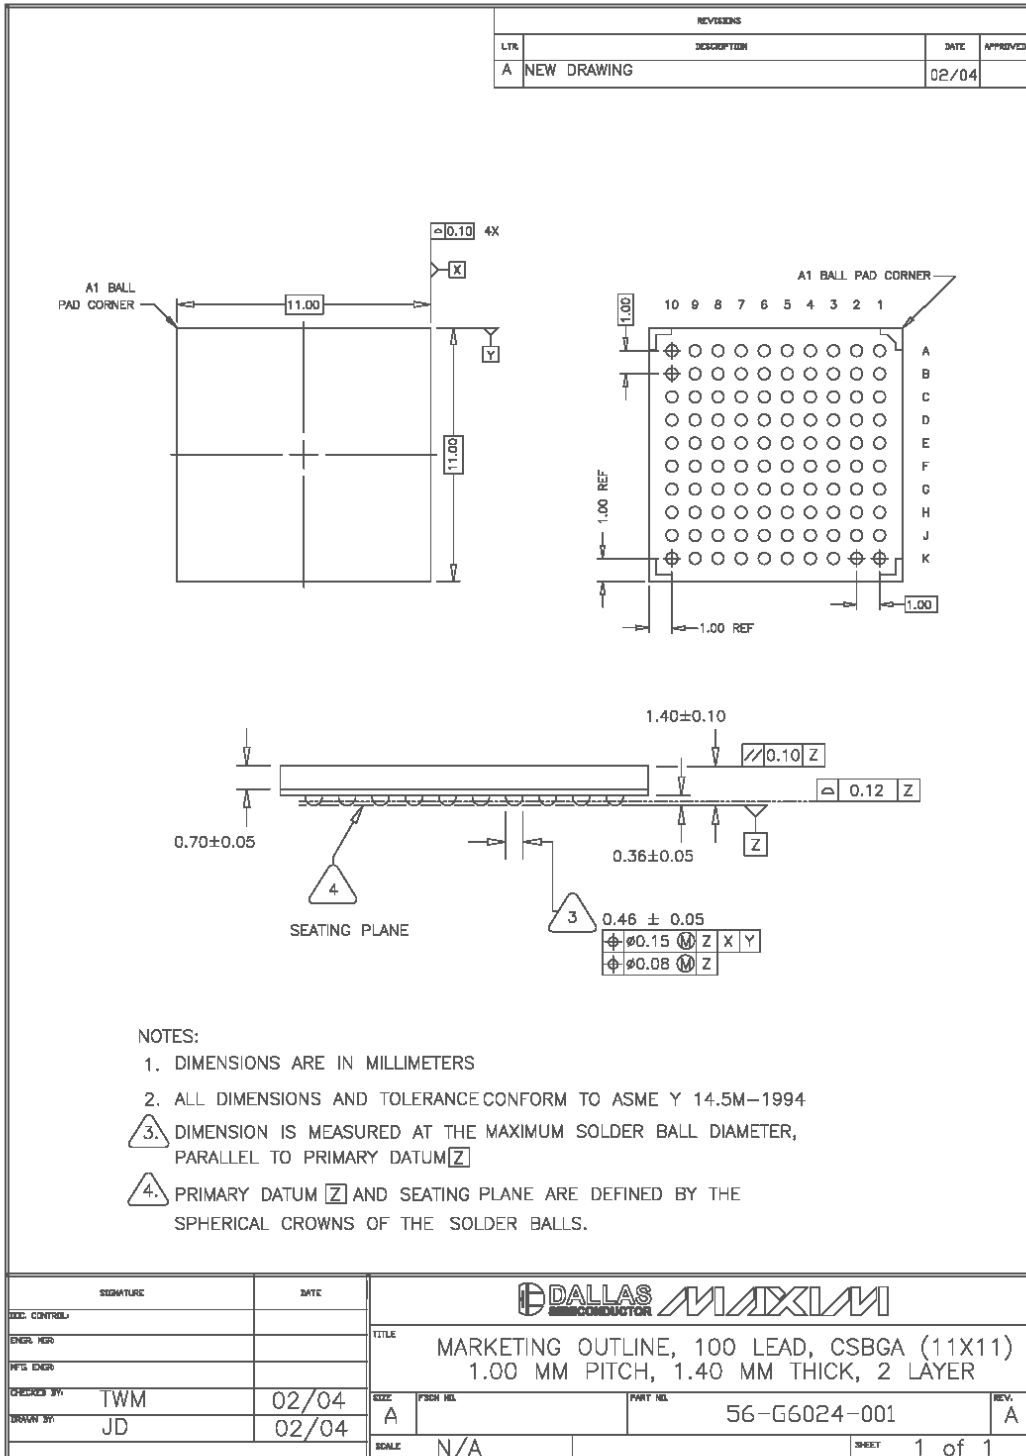 REVISIONS
LTR DESCRIPTION DATE APPROVED
A NEW DRAWING 02/04
0.10 4X
X
A1 BALL
PAD CORNER
11.00
Y
11.00
A1 BALL PAD CORNER
1.00
10 9 8 7 6 5 4 3 2 1
A
B
C
D
E
F
G
H
J
K
1.00 REF
1.00
1.00 REF
1.40±0.10
// 0.10 Z
⌓ 0.12 Z
0.70±0.05
0.36±0.05
Z
4
SEATING PLANE
3 0.46 ± 0.05
⌖ ⌀0.15 Ⓜ Z X Y
⌖ ⌀0.08 Ⓜ Z
NOTES:
1. DIMENSIONS ARE IN MILLIMETERS
2. ALL DIMENSIONS AND TOLERANCE CONFORM TO ASME Y 14.5M-1994
3. DIMENSION IS MEASURED AT THE MAXIMUM SOLDER BALL DIAMETER,
PARALLEL TO PRIMARY DATUM Z
4. PRIMARY DATUM Z AND SEATING PLANE ARE DEFINED BY THE
SPHERICAL CROWNS OF THE SOLDER BALLS.
SIGNATURE DATE
DOC. CONTROL:
ENGR. MGR:
MFG. ENGR:
CHECKED BY: TWM 02/04
DRAWN BY: JD 02/04
DALLAS SEMICONDUCTOR MAXIM
TITLE
MARKETING OUTLINE, 100 LEAD, CSBGA (11X11)
1.00 MM PITCH, 1.40 MM THICK, 2 LAYER
SIZE A FSCM NO. PART NO. 56-G6024-001 REV. A
SCALE N/A SHEET 1 of 1